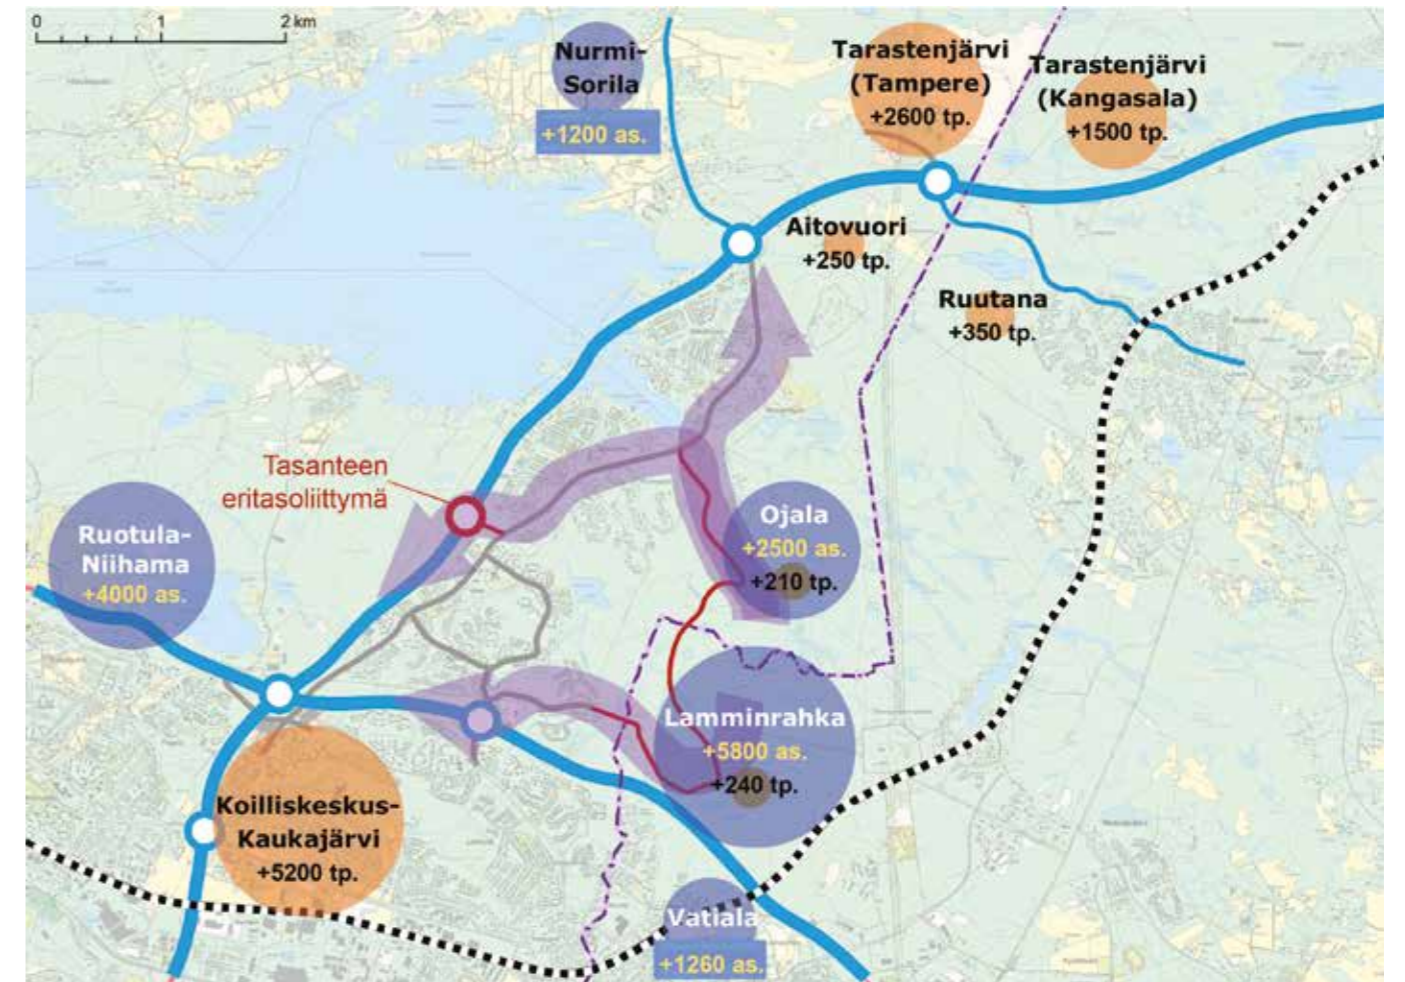 0 1 2 km
Nurmi-
Sorila
+1200 as.
Tarastenjärvi
(Tampere)
+2600 tp.
Tarastenjärvi
(Kangasala)
+1500 tp.
Aitovuori
+250 tp.
Ruutana
+350 tp.
Tasanteen
eritasoliittymä
Ruotula-
Niihama
+4000 as.
Ojala
+2500 as.
+210 tp.
Lamminrahka
+5800 as.
+240 tp.
Koilliskeskus-
Kaukajärvi
+5200 tp.
Vatiala
+1260 as.